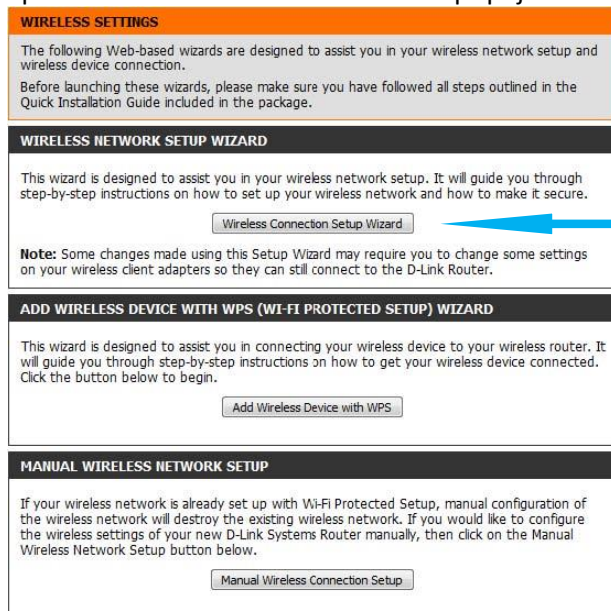 WIRELESS SETTINGS
The following Web-based wizards are designed to assist you in your wireless network setup and
wireless device connection.
Before launching these wizards, please make sure you have followed all steps outlined in the
Quick Installation Guide included in the package.
WIRELESS NETWORK SETUP WIZARD
This wizard is designed to assist you in your wireless network setup. It will guide you through
step-by-step instructions on how to set up your wireless network and how to make it secure.
Wireless Connection Setup Wizard
Note: Some changes made using this Setup Wizard may require you to change some settings
on your wireless client adapters so they can still connect to the D-Link Router.
ADD WIRELESS DEVICE WITH WPS (WI-FI PROTECTED SETUP) WIZARD
This wizard is designed to assist you in connecting your wireless device to your wireless router. It
will guide you through step-by-step instructions on how to get your wireless device connected.
Click the button below to begin.
Add Wireless Device with WPS
MANUAL WIRELESS NETWORK SETUP
If your wireless network is already set up with Wi-Fi Protected Setup, manual configuration of
the wireless network will destroy the existing wireless network. If you would like to configure
the wireless settings of your new D-Link Systems Router manually, then click on the Manual
Wireless Network Setup button below.
Manual Wireless Connection Setup